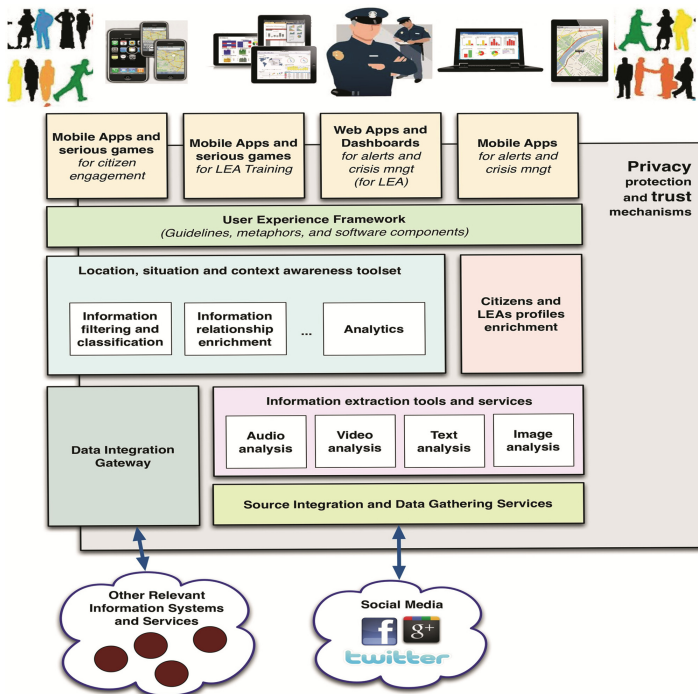 Mobile Apps and
serious games
for citizen
engagement
Mobile Apps and
serious games
for LEA Training
Web Apps and
Dashboards
for alerts and
crisis mngt
(for LEA)
Mobile Apps
for alerts and
crisis mngt
Privacy
protection
and trust
mechanisms
User Experience Framework
(Guidelines, metaphors, and software components)
Location, situation and context awareness toolset
Information
filtering and
classification
Information
relationship
enrichment
...
Analytics
Citizens and
LEAs profiles
enrichment
Data Integration
Gateway
Information extraction tools and services
Audio
analysis
Video
analysis
Text
analysis
Image
analysis
Source Integration and Data Gathering Services
Other Relevant
Information Systems
and Services
Social Media
f
g+
twitter